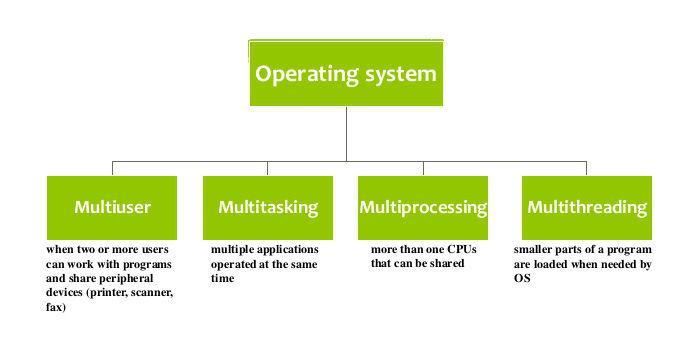 Operating system
Multiuser
Multitasking
Multiprocessing
Multithreading
when two or more users
can work with programs
and share peripheral
devices (printer, scanner,
fax)
multiple applications
operated at the same
time
more than one CPUs
that can be shared
smaller parts of a program
are loaded when needed by
OS